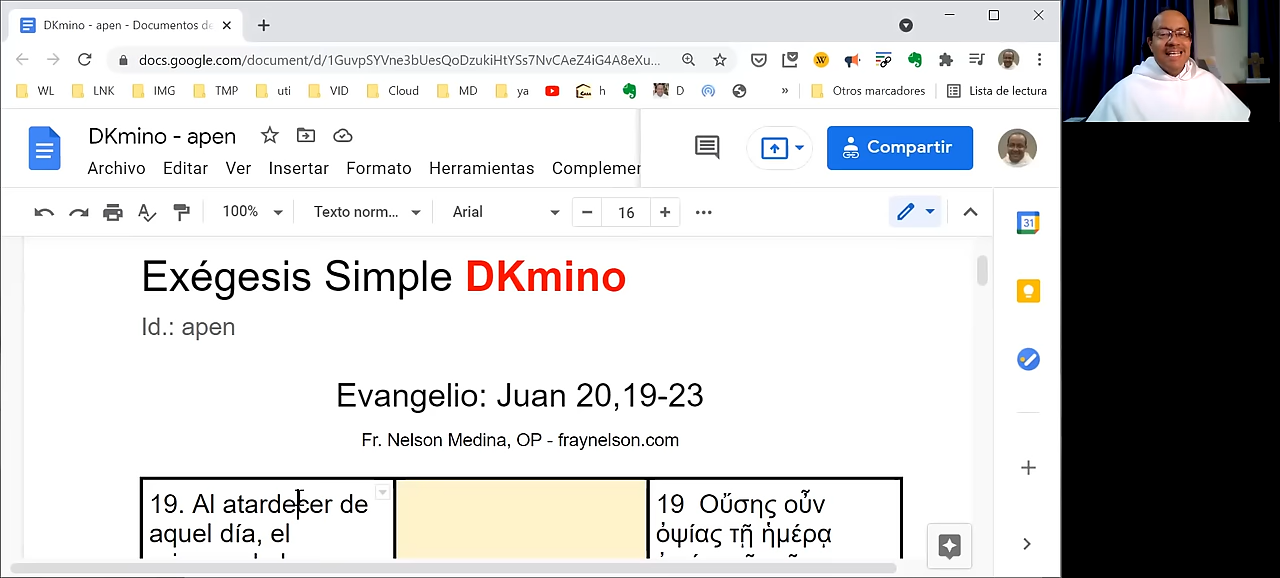 DKmino - apen - Documentos de
docs.google.com/document/d/1GuvpSYVne3bUesQoDzuxiHtYSs7NvCAeZ4iG4A8eXu...
WL LNK IMG TMP uti VID Cloud MD ya h D » Otros marcadores Lista de lectura
DKmino - apen
Archivo Editar Ver Insertar Formato Herramientas Complemen
Compartir
100% Texto norm... Arial 16
31
Exégesis Simple DKmino
Id.: apen
Evangelio: Juan 20,19-23
Fr. Nelson Medina, OP - fraynelson.com
19. Al atardecer de
aquel día, el
19 Οὔσης οὖν
ὀψίας τῇ ἡμέρᾳ